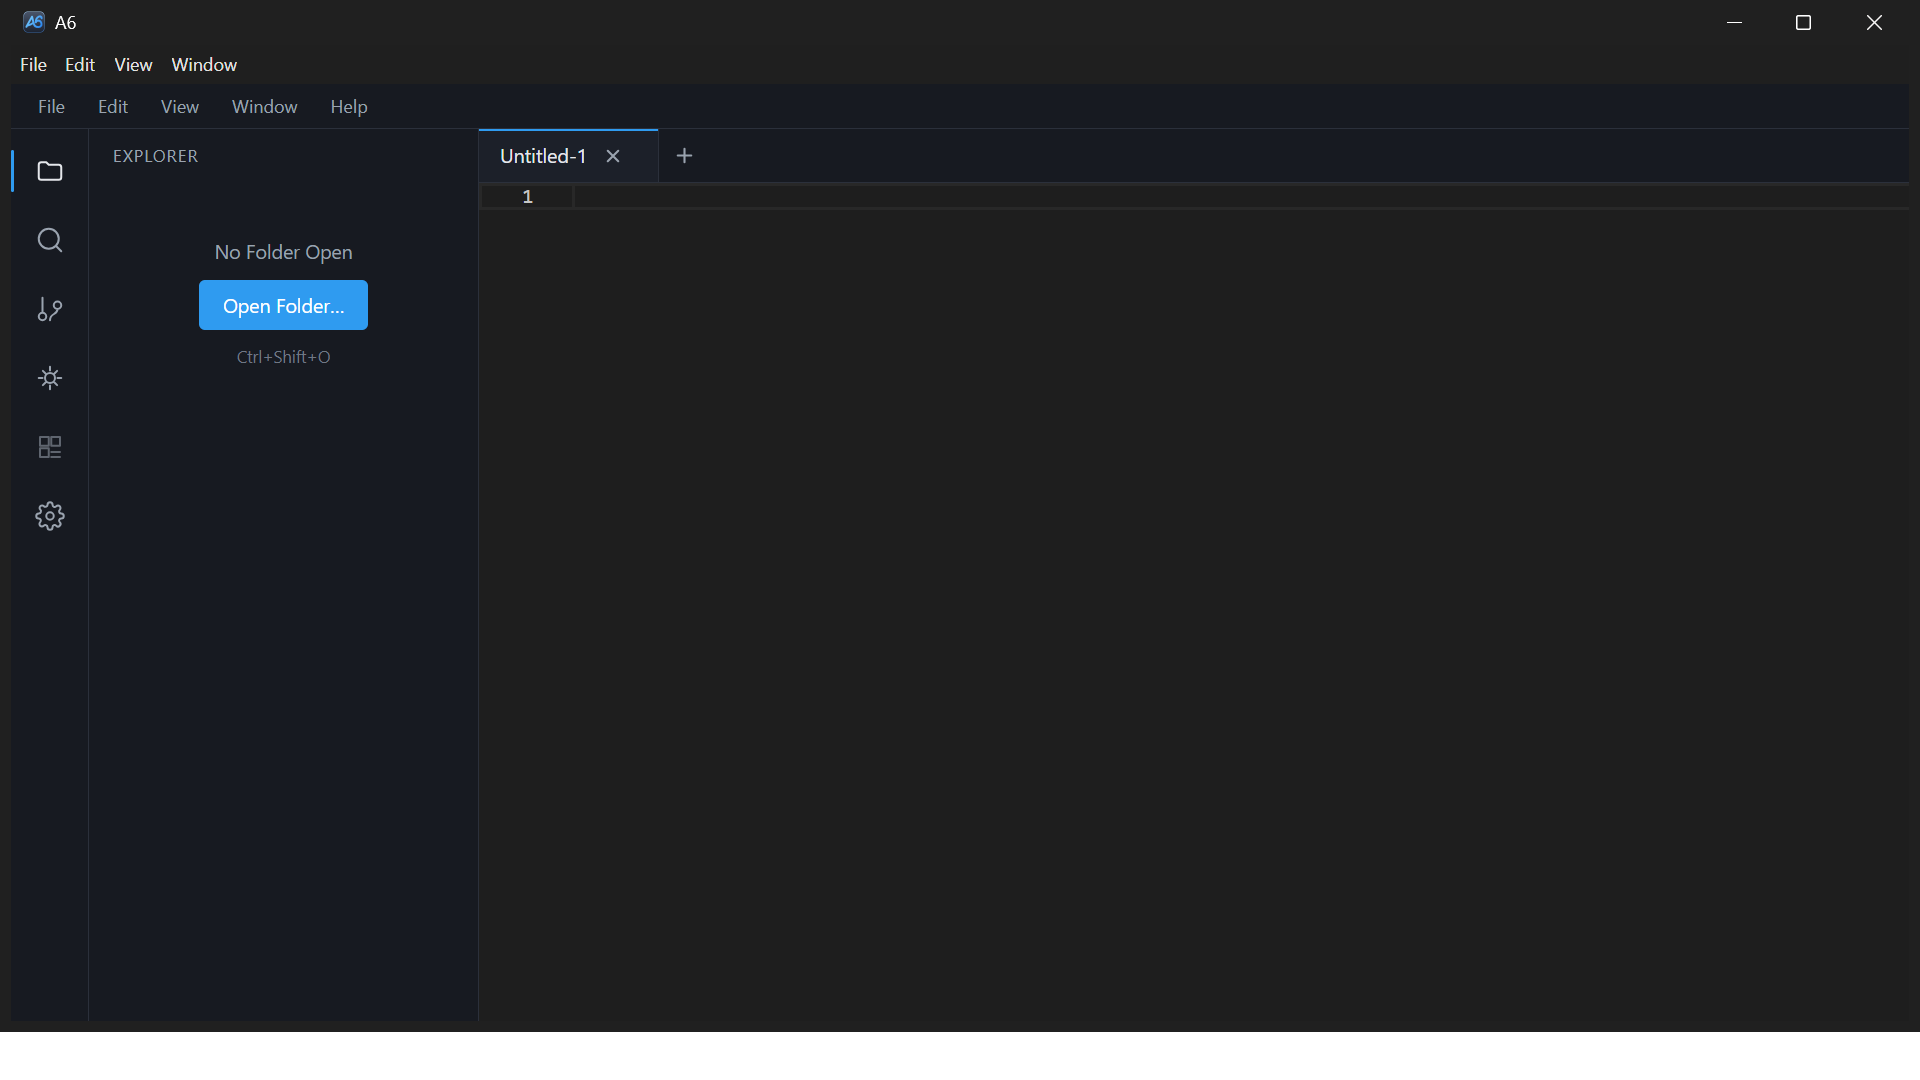 A6 A6
File Edit View Window
File Edit View Window Help
EXPLORER
Untitled-1
1
No Folder Open
Open Folder...
Ctrl+Shift+O